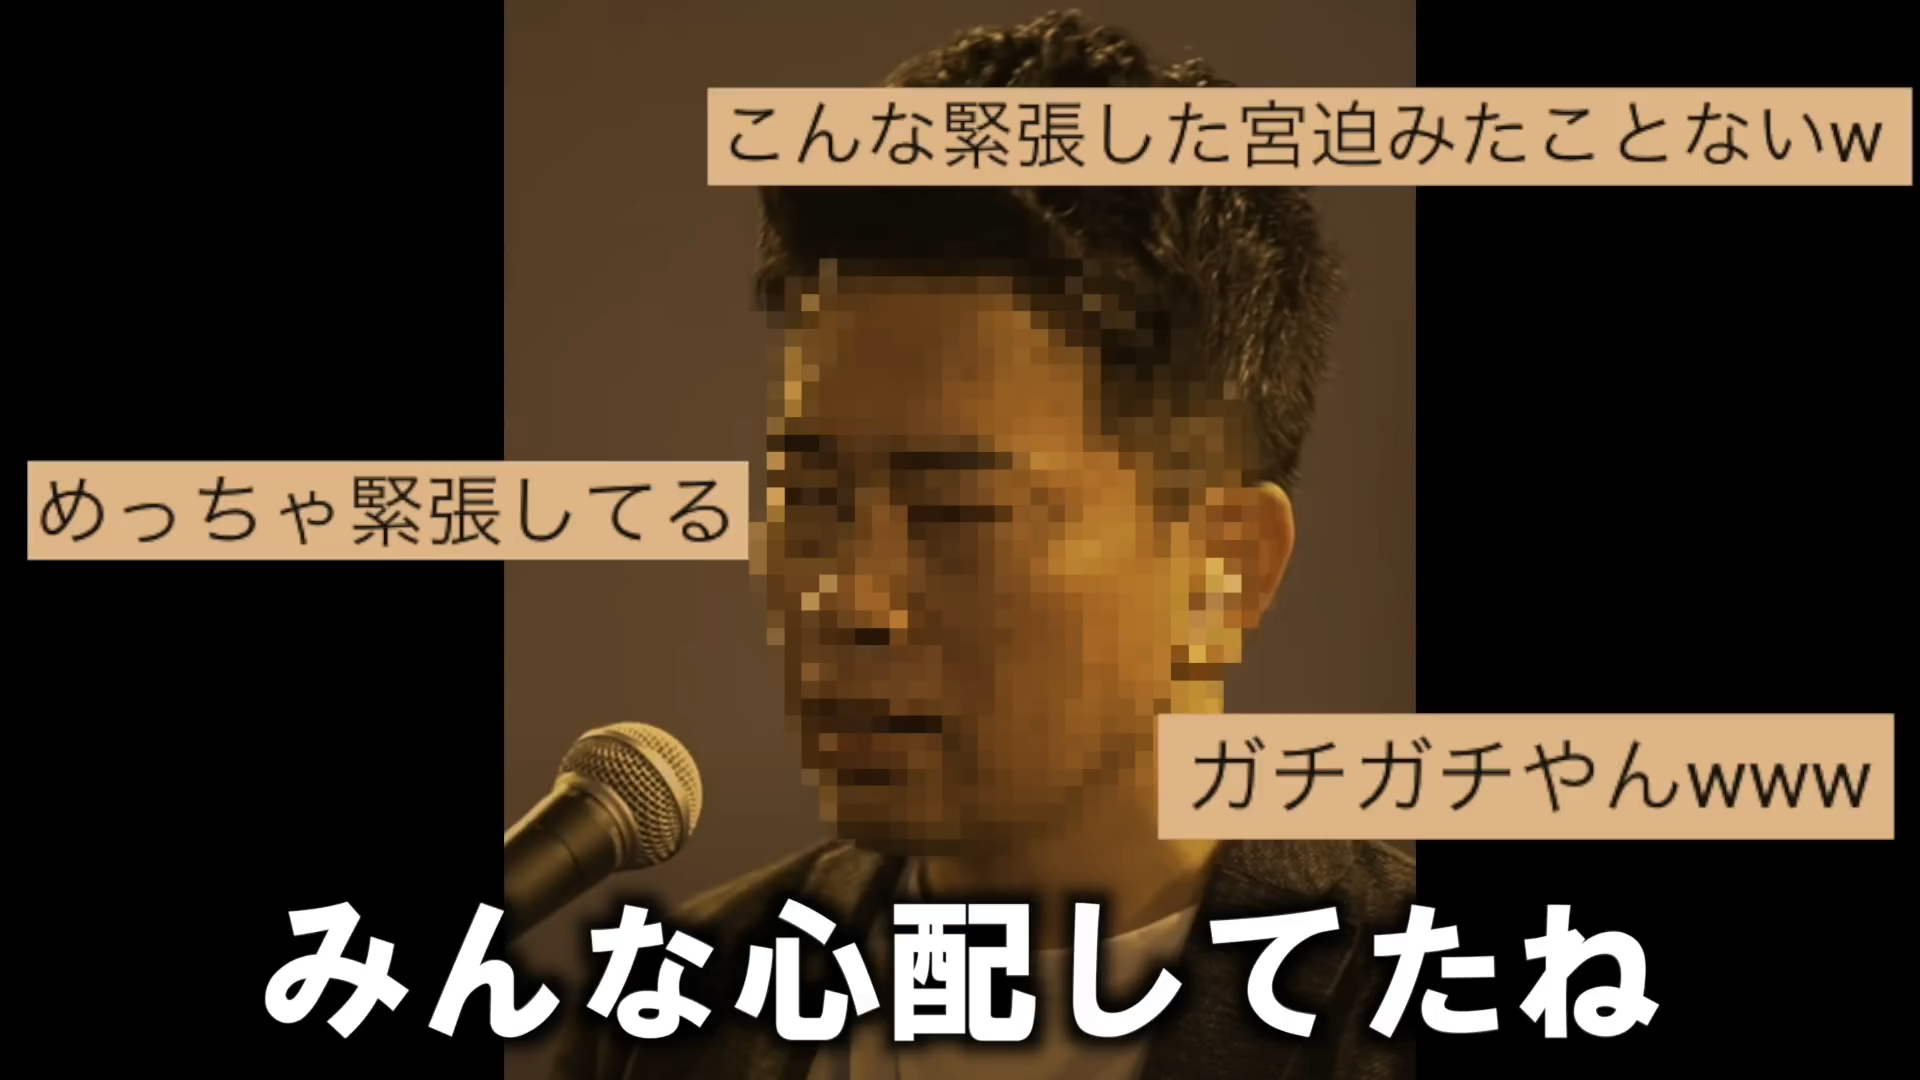 こんな緊張した宮迫みたことないw
めっちゃ緊張してる
ガチガチやんwww
みんな心配してたね